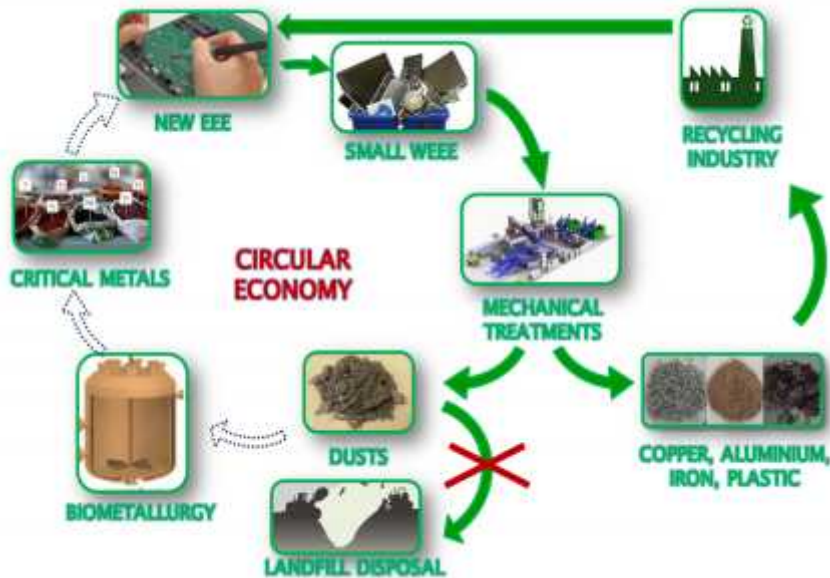 NEW EEE
SMALL WEEE
RECYCLING
INDUSTRY
CRITICAL METALS
CIRCULAR
ECONOMY
MECHANICAL
TREATMENTS
DUSTS
COPPER, ALUMINIUM,
IRON, PLASTIC
BIOMETALLURGY
LANDFILL DISPOSAL